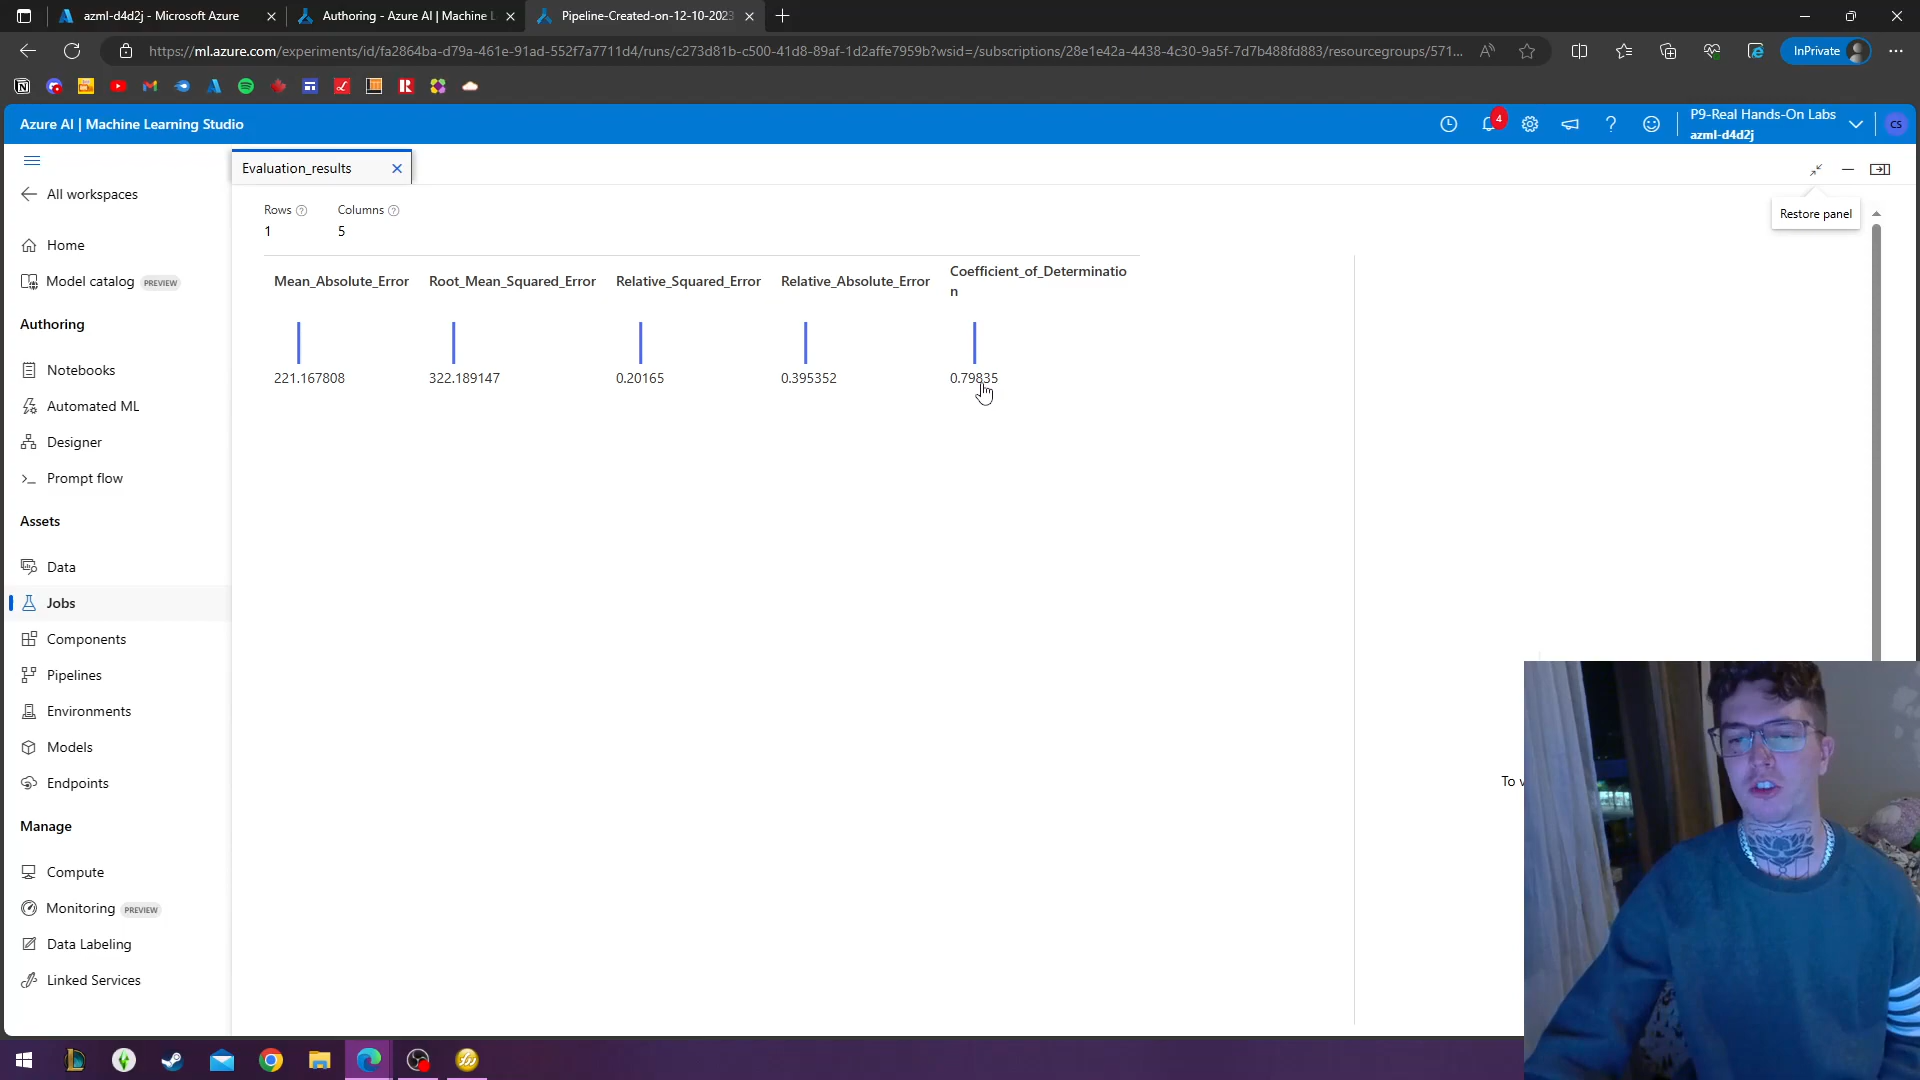 azml-d4d2j - Microsoft Azure
Authoring - Azure AI | Machine L
Pipeline-Created-on-12-10-2023
https://ml.azure.com/experiments/id/fa2864ba-d79a-461e-91ad-552f7a7711d4/runs/c273d81b-c500-41d8-89af-1d2affe7959b?wsid=/subscriptions/28e1e42a-4438-4c30-9a5f-7d7b488fd883/resourcegroups/571...
InPrivate
Azure AI | Machine Learning Studio
4
P9-Real Hands-On Labs
azml-d4d2j
CS
All workspaces
Home
Model catalog PREVIEW
Authoring
Notebooks
Automated ML
Designer
Prompt flow
Assets
Data
Jobs
Components
Pipelines
Environments
Models
Endpoints
Manage
Compute
Monitoring PREVIEW
Data Labeling
Linked Services
Evaluation_results
Restore panel
Rows Columns
1 5
Mean_Absolute_Error Root_Mean_Squared_Error Relative_Squared_Error Relative_Absolute_Error Coefficient_of_Determinatio
n
221.167808 322.189147 0.20165 0.395352 0.79835
To